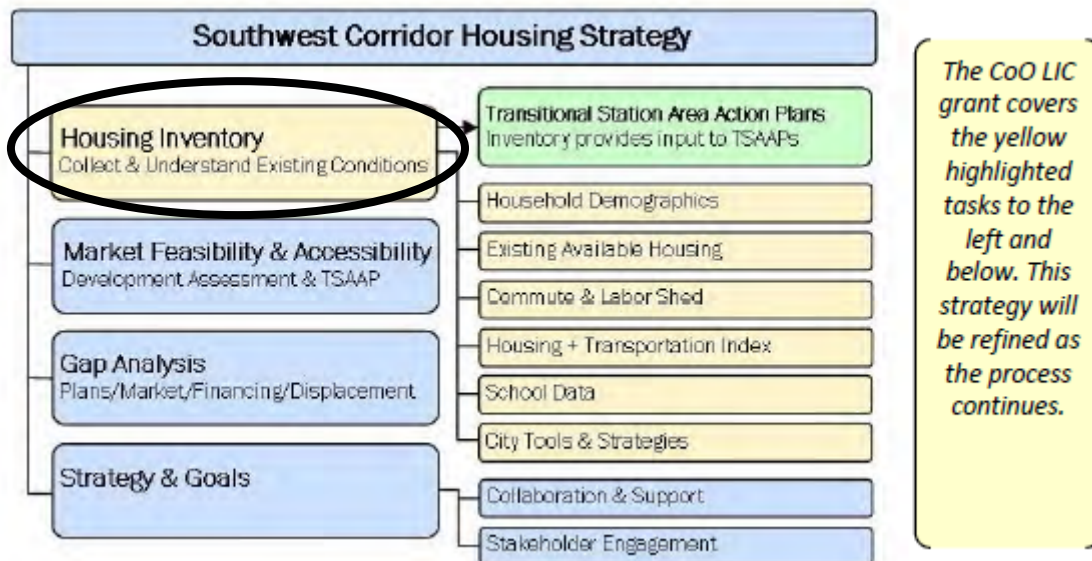 Southwest Corridor Housing Strategy
Housing Inventory
Collect & Understand Existing Conditions
Transitional Station Area Action Plans
Inventory provides input to TSAAPs
Household Demographics
Existing Available Housing
Commute & Labor Shed
Housing + Transportation Index
School Data
City Tools & Strategies
Market Feasibility & Accessibility
Development Assessment & TSAAP
Gap Analysis
Plans/Market/Financing/Displacement
Strategy & Goals
Collaboration & Support
Stakeholder Engagement
The CoO LIC
grant covers
the yellow
highlighted
tasks to the
left and
below. This
strategy will
be refined as
the process
continues.